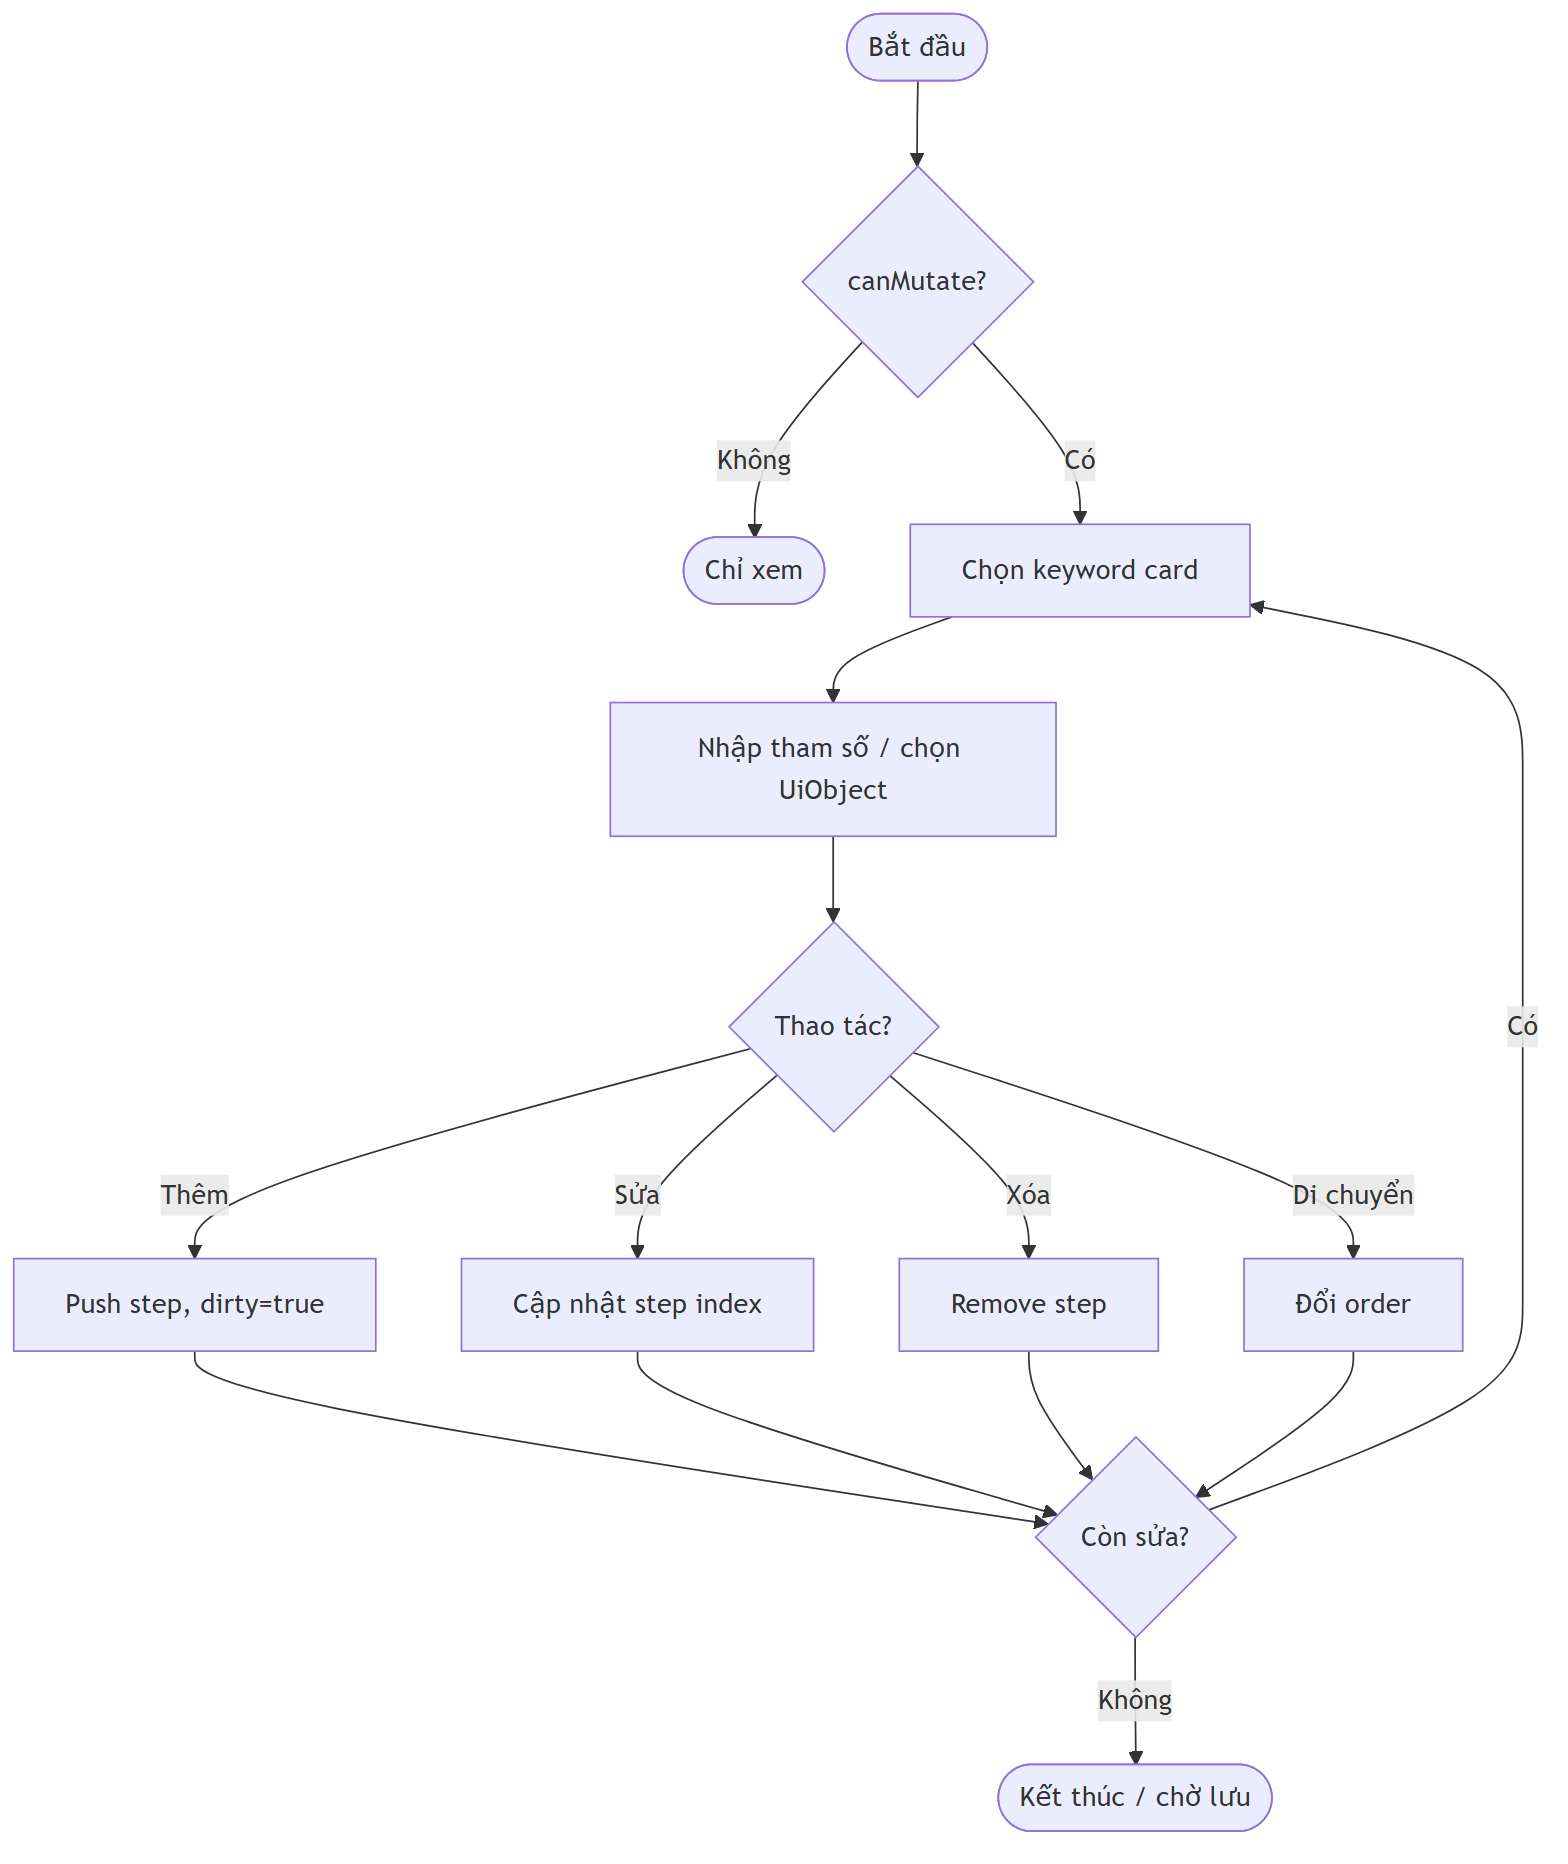 Bắt đầu
canMutate?
Không
Có
Chỉ xem
Chọn keyword card
Nhập tham số / chọn
UiObject
Thao tác?
Có
Thêm
Sửa
Xóa
Di chuyển
Push step, dirty=true
Cập nhật step index
Remove step
Đổi order
Còn sửa?
Không
Kết thúc / chờ lưu